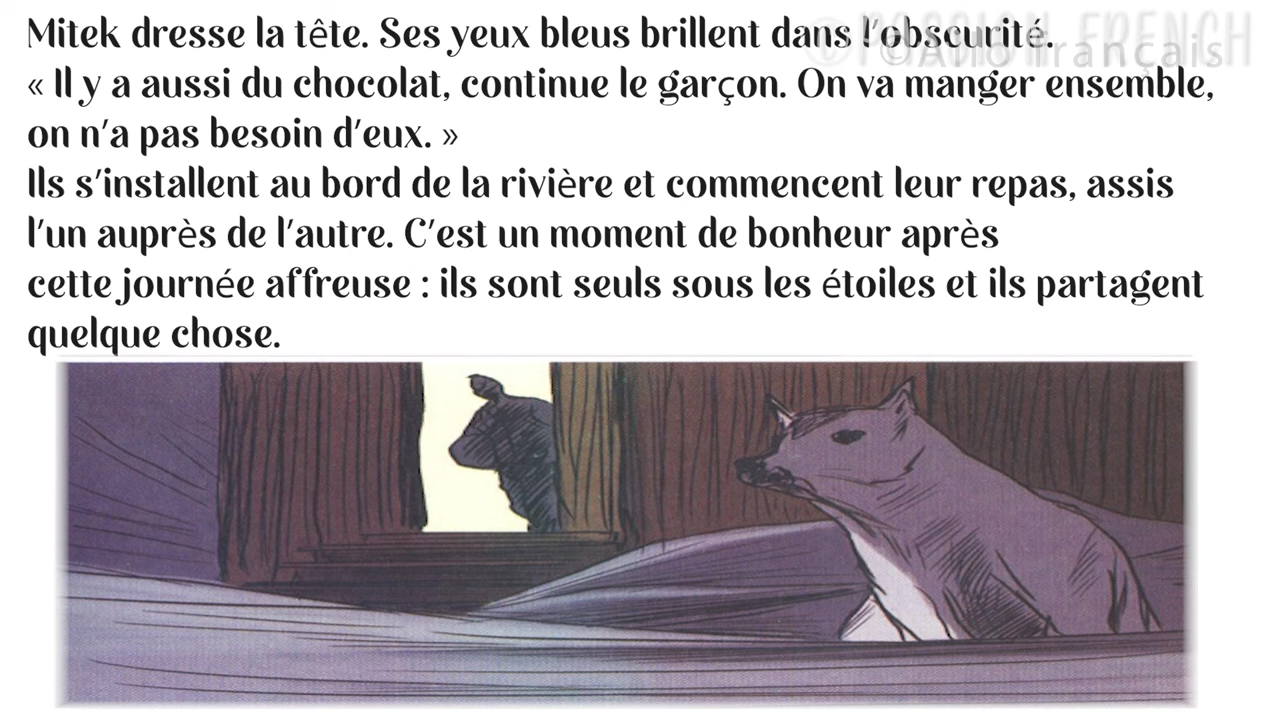 Mitek dresse la tête. Ses yeux bleus brillent dans l'obscurité.
« Il y a aussi du chocolat, continue le garçon. On va manger ensemble,
on n'a pas besoin d'eux. »
Ils s'installent au bord de la rivière et commencent leur repas, assis
l'un auprès de l'autre. C'est un moment de bonheur après
cette journée affreuse : ils sont seuls sous les étoiles et ils partagent
quelque chose.
©PASSION FRENCH